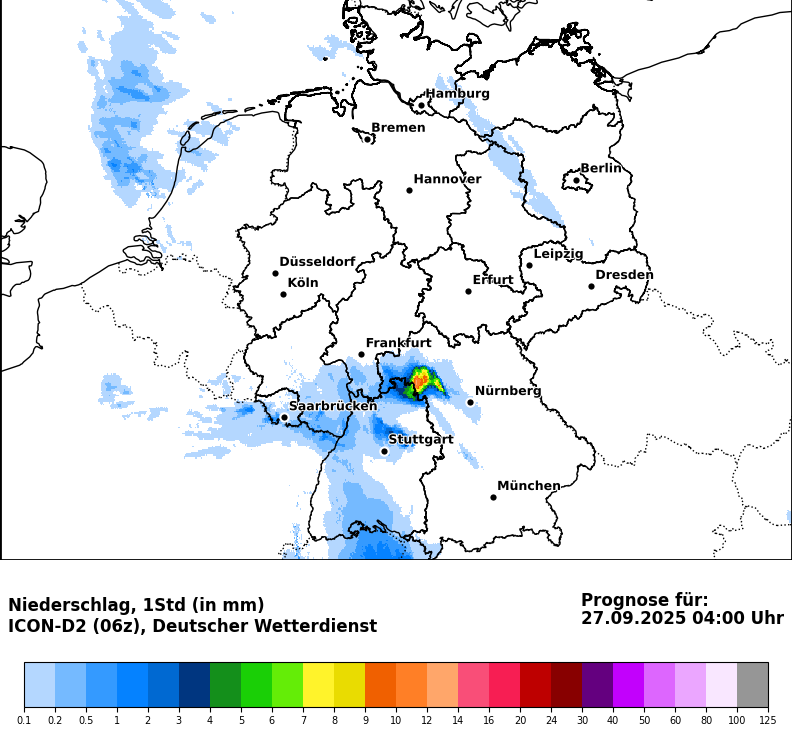 Hamburg
Bremen
Berlin
Hannover
Leipzig
Düsseldorf
Dresden
Köln
Erfurt
Frankfurt
Nürnberg
Saarbrücken
Stuttgart
München
Niederschlag, 1Std (in mm)
ICON-D2 (06z), Deutscher Wetterdienst
Prognose für:
27.09.2025 04:00 Uhr
0.1 0.2 0.5 1 2 3 4 5 6 7 8 9 10 12 14 16 20 24 30 40 50 60 80 100 125